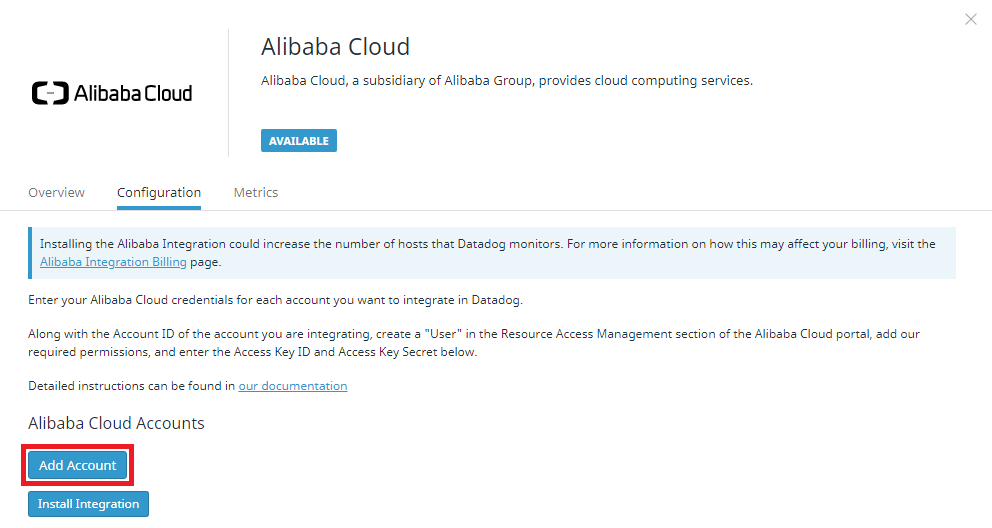 Alibaba Cloud
Alibaba Cloud
Alibaba Cloud, a subsidiary of Alibaba Group, provides cloud computing services.
AVAILABLE
Overview Configuration Metrics
Installing the Alibaba Integration could increase the number of hosts that Datadog monitors. For more information on how this may affect your billing, visit the
Alibaba Integration Billing page.
Enter your Alibaba Cloud credentials for each account you want to integrate in Datadog.
Along with the Account ID of the account you are integrating, create a "User" in the Resource Access Management section of the Alibaba Cloud portal, add our
required permissions, and enter the Access Key ID and Access Key Secret below.
Detailed instructions can be found in our documentation
Alibaba Cloud Accounts
Add Account
Install Integration